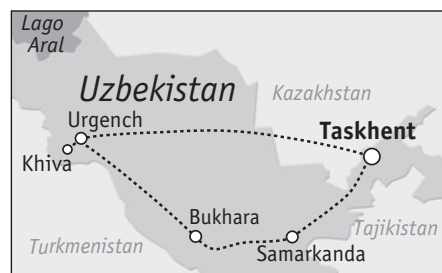 Lago
Aral
Uzbekistan
Kazakhstan
Urgench
Taskhent
Khiva
Bukhara
Samarkanda
Tajikistan
Turkmenistan